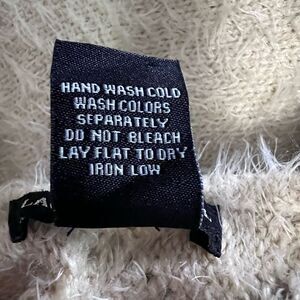 HAND WASH COLD
WASH COLORS
SEPARATELY
DO NOT BLEACH
LAY FLAT TO DRY
IRON LOW